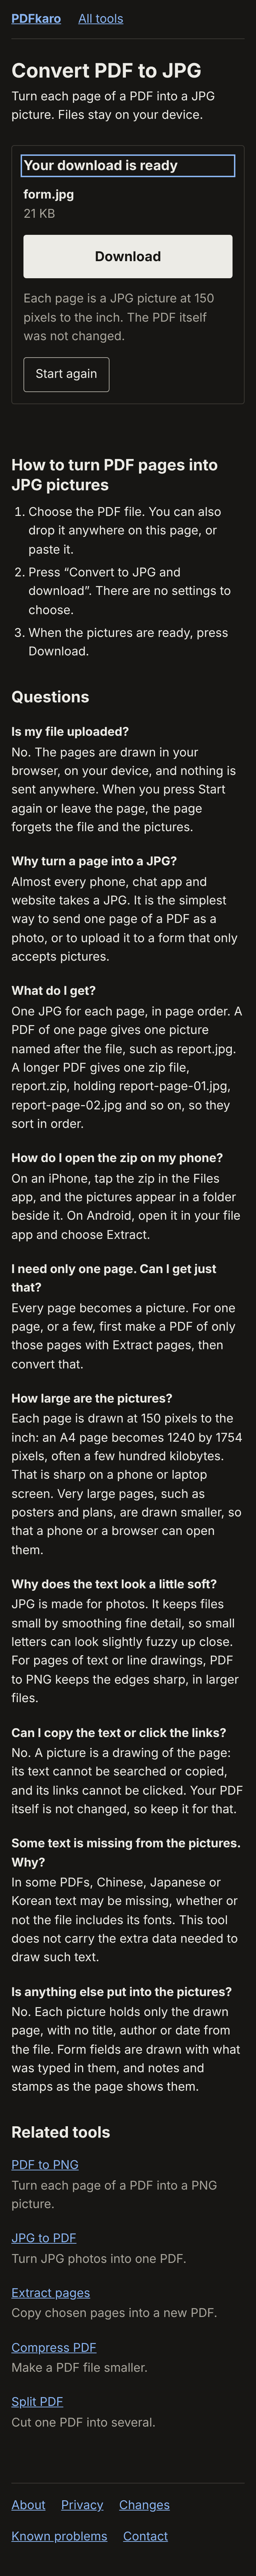 PDFkaro All tools
Convert PDF to JPG
Turn each page of a PDF into a JPG
picture. Files stay on your device.
Your download is ready
form.jpg
21 KB
Download
Each page is a JPG picture at 150
pixels to the inch. The PDF itself
was not changed.
Start again
How to turn PDF pages into
JPG pictures
1. Choose the PDF file. You can also
drop it anywhere on this page, or
paste it.
2. Press “Convert to JPG and
download”. There are no settings to
choose.
3. When the pictures are ready, press
Download.
Questions
Is my file uploaded?
No. The pages are drawn in your
browser, on your device, and nothing is
sent anywhere. When you press Start
again or leave the page, the page
forgets the file and the pictures.
Why turn a page into a JPG?
Almost every phone, chat app and
website takes a JPG. It is the simplest
way to send one page of a PDF as a
photo, or to upload it to a form that only
accepts pictures.
What do I get?
One JPG for each page, in page order. A
PDF of one page gives one picture
named after the file, such as report.jpg.
A longer PDF gives one zip file,
report.zip, holding report-page-01.jpg,
report-page-02.jpg and so on, so they
sort in order.
How do I open the zip on my phone?
On an iPhone, tap the zip in the Files
app, and the pictures appear in a folder
beside it. On Android, open it in your file
app and choose Extract.
I need only one page. Can I get just
that?
Every page becomes a picture. For one
page, or a few, first make a PDF of only
those pages with Extract pages, then
convert that.
How large are the pictures?
Each page is drawn at 150 pixels to the
inch: an A4 page becomes 1240 by 1754
pixels, often a few hundred kilobytes.
That is sharp on a phone or laptop
screen. Very large pages, such as
posters and plans, are drawn smaller, so
that a phone or a browser can open
them.
Why does the text look a little soft?
JPG is made for photos. It keeps files
small by smoothing fine detail, so small
letters can look slightly fuzzy up close.
For pages of text or line drawings, PDF
to PNG keeps the edges sharp, in larger
files.
Can I copy the text or click the links?
No. A picture is a drawing of the page:
its text cannot be searched or copied,
and its links cannot be clicked. Your PDF
itself is not changed, so keep it for that.
Some text is missing from the pictures.
Why?
In some PDFs, Chinese, Japanese or
Korean text may be missing, whether or
not the file includes its fonts. This tool
does not carry the extra data needed to
draw such text.
Is anything else put into the pictures?
No. Each picture holds only the drawn
page, with no title, author or date from
the file. Form fields are drawn with what
was typed in them, and notes and
stamps as the page shows them.
Related tools
PDF to PNG
Turn each page of a PDF into a PNG
picture.
JPG to PDF
Turn JPG photos into one PDF.
Extract pages
Copy chosen pages into a new PDF.
Compress PDF
Make a PDF file smaller.
Split PDF
Cut one PDF into several.
About Privacy Changes
Known problems Contact